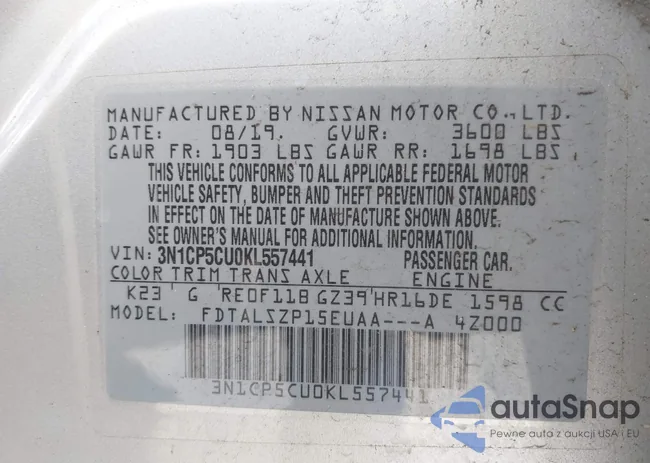 MANUFACTURED BY NISSAN MOTOR CO., LTD.
DATE: 08/19. GVWR: 3600 LBS
GAWR FR: 1903 LBS GAWR RR: 1698 LBS
THIS VEHICLE CONFORMS TO ALL APPLICABLE FEDERAL MOTOR
VEHICLE SAFETY, BUMPER AND THEFT PREVENTION STANDARDS
IN EFFECT ON THE DATE OF MANUFACTURE SHOWN ABOVE.
SEE OWNER'S MANUAL FOR ADDITIONAL INFORMATION.
VIN: 3N1CP5CU0KL557441 PASSENGER CAR.
COLOR TRIM TRANS AXLE ENGINE
K23 G RE0F11B GZ39 HR16DE 1598 CC
MODEL: FDTALSZP15EUAA---A 4Z000
3N1CP5CU0KL557441
autaSnap
Pewne auta z aukcji USA i EU